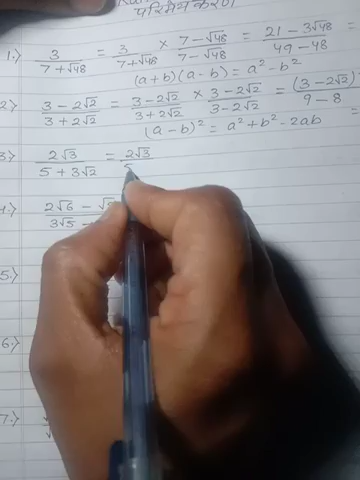 परिमेयकरण
1.) 3/(7+√48) = 3/(7+√48) × (7-√48)/(7-√48) = (21-3√48)/(49-48) =
(a+b)(a-b) = a²-b²
2.) (3-2√2)/(3+2√2) = (3-2√2)/(3+2√2) × (3-2√2)/(3-2√2) = (3-2√2)²/(9-8)
(a-b)² = a²+b²-2ab =
3.) 2√3/(5+3√2) = 2√3/5
4.) 2√6 - / 3√5 -
5.)
6.)
7.)